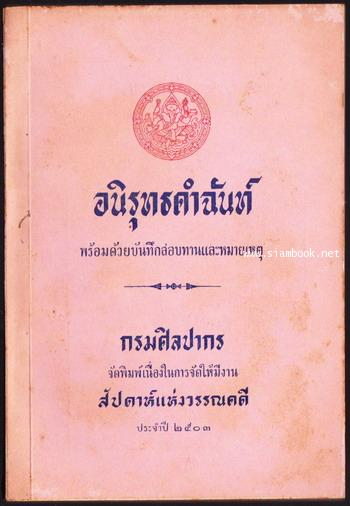 อนิรุทธคำฉันท์
พร้อมด้วยบันทึกสอบทานและหมายเหตุ
www.siambook.net
กรมศิลปากร
จัดพิมพ์เนื่องในการจัดให้มีงาน
สัปดาห์แห่งวรรณคดี
ประจำปี ๒๕๐๓